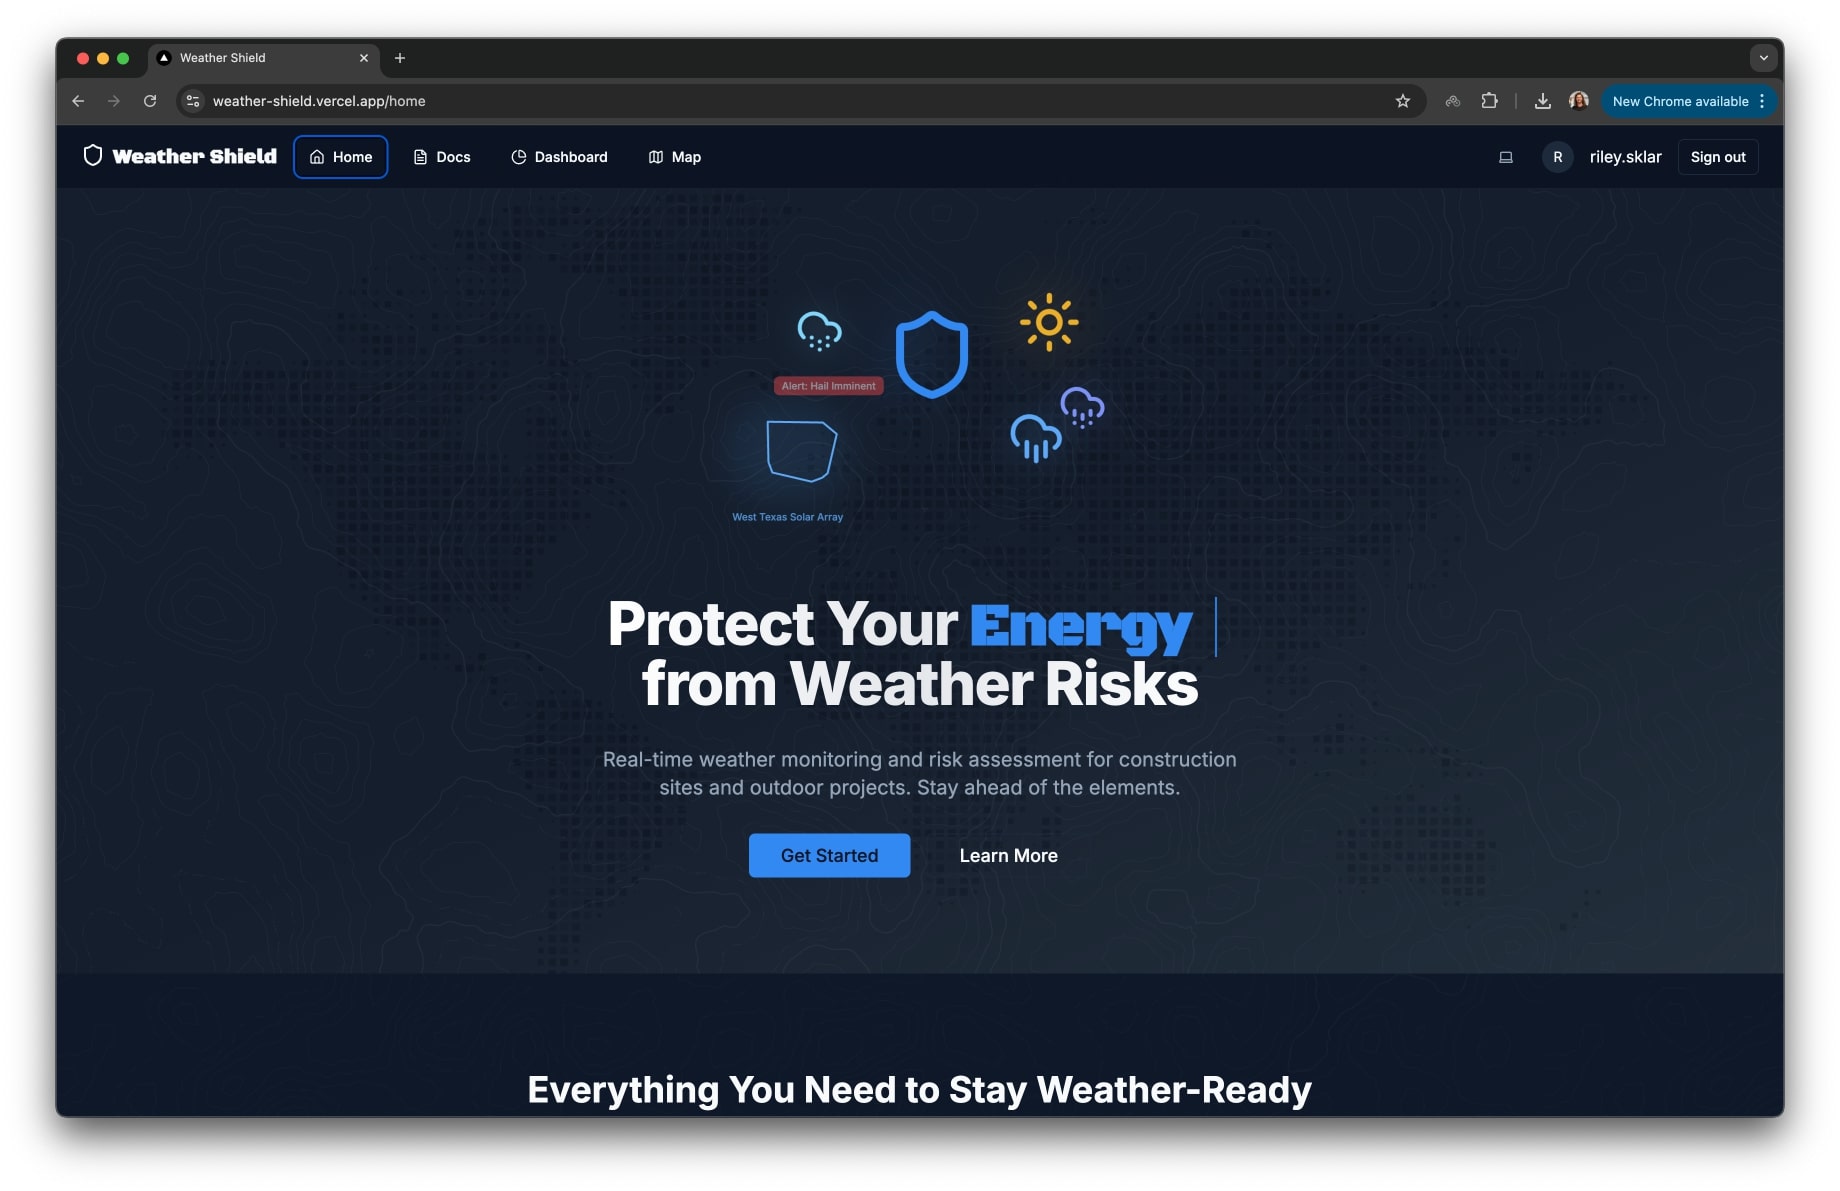 Weather Shield
weather-shield.vercel.app/home
New Chrome available
Weather Shield
Home
Docs
Dashboard
Map
R
riley.sklar
Sign out
Alert: Hail Imminent
West Texas Solar Array
Protect Your Energy
from Weather Risks
Real-time weather monitoring and risk assessment for construction
sites and outdoor projects. Stay ahead of the elements.
Get Started
Learn More
Everything You Need to Stay Weather-Ready